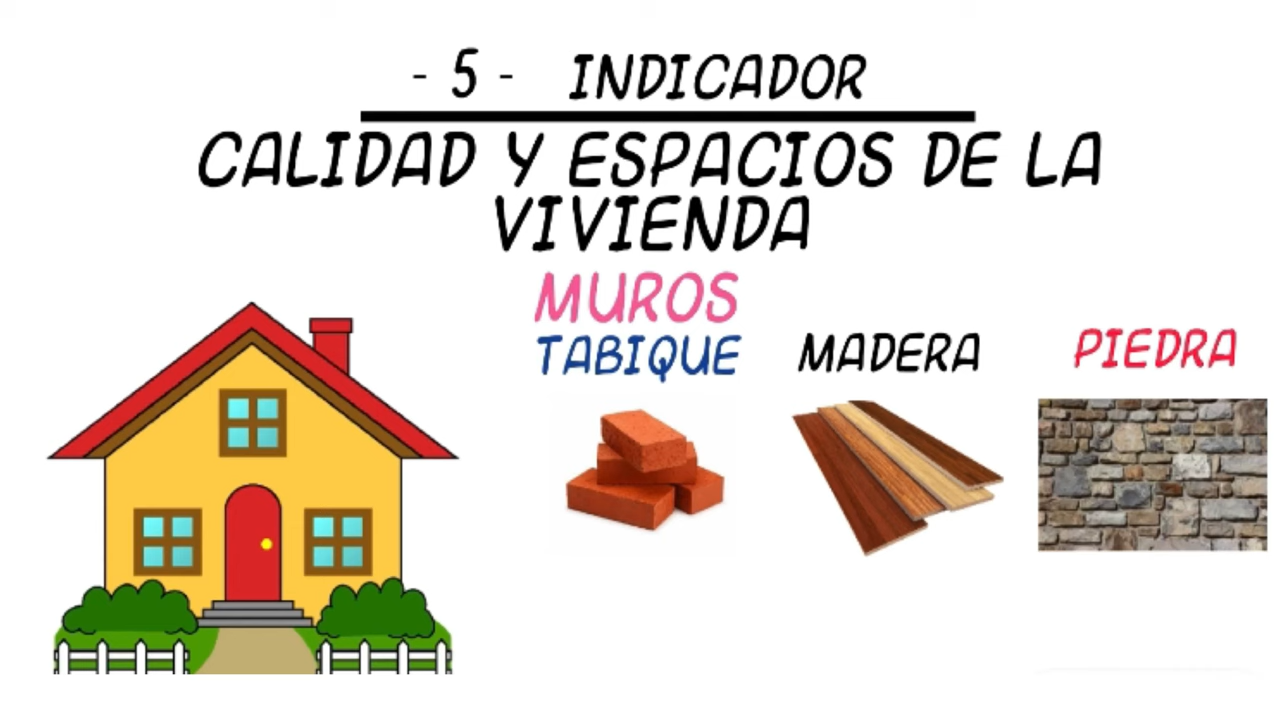 - 5 - INDICADOR
CALIDAD Y ESPACIOS DE LA
VIVIENDA
MUROS
TABIQUE
MADERA
PIEDRA